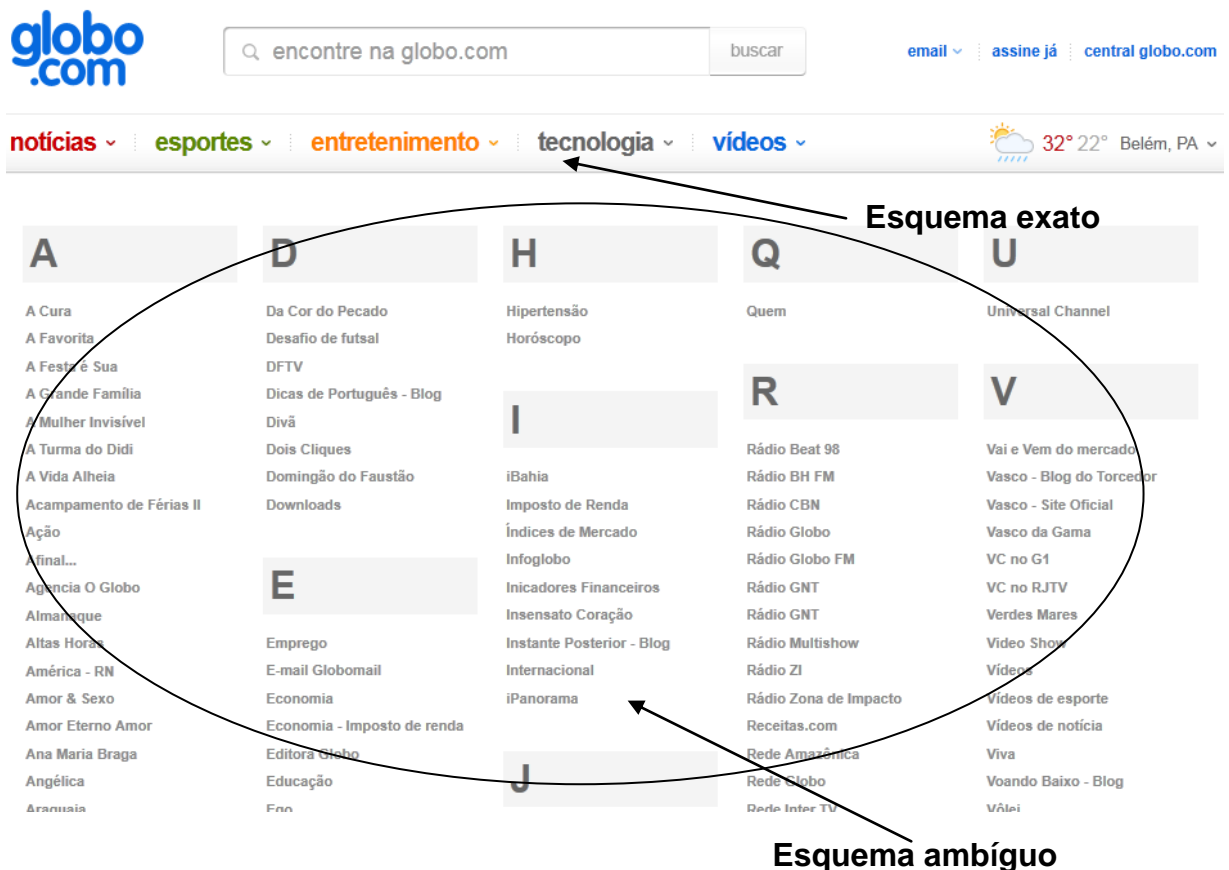 globo
.com
encontre na globo.com
buscar
email
assine já
central globo.com
notícias
esportes
entretenimento
tecnologia
vídeos
32° 22° Belém, PA
Esquema exato
A
A Cura
A Favorita
A Festa é Sua
A Grande Família
A Mulher Invisível
A Turma do Didi
A Vida Alheia
Acampamento de Férias II
Ação
Afinal...
Agencia O Globo
Almanaque
Altas Horas
América - RN
Amor & Sexo
Amor Eterno Amor
Ana Maria Braga
Angélica
Araguaia
D
Da Cor do Pecado
Desafio de futsal
DFTV
Dicas de Português - Blog
Divã
Dois Cliques
Domingão do Faustão
Downloads
E
Emprego
E-mail Globomail
Economia
Economia - Imposto de renda
Editora Globo
Educação
Ego
H
Hipertensão
Horóscopo
I
iBahia
Imposto de Renda
Índices de Mercado
Infoglobo
Inicadores Financeiros
Insensato Coração
Instante Posterior - Blog
Internacional
iPanorama
J
Q
Quem
R
Rádio Beat 98
Rádio BH FM
Rádio CBN
Rádio Globo
Rádio Globo FM
Rádio GNT
Rádio GNT
Rádio Multishow
Rádio ZI
Rádio Zona de Impacto
Receitas.com
Rede Amazônica
Rede Globo
Rede Inter TV
U
Universal Channel
V
Vai e Vem do mercado
Vasco - Blog do Torcedor
Vasco - Site Oficial
Vasco da Gama
VC no G1
VC no RJTV
Verdes Mares
Video Show
Vídeos
Vídeos de esporte
Vídeos de notícia
Viva
Voando Baixo - Blog
Vôlei
Esquema ambíguo